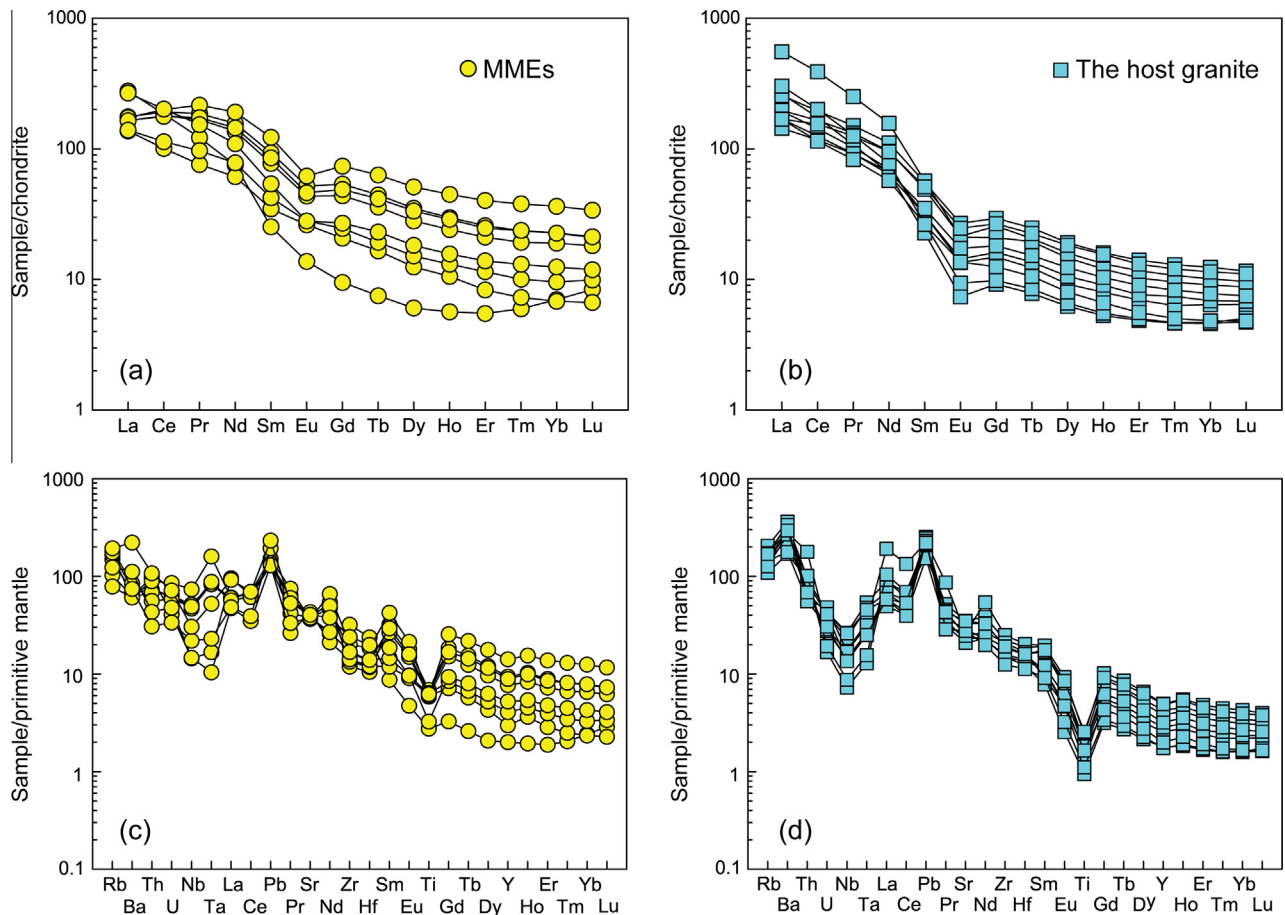 1000
100
10
1
Sample/chondrite
MMEs
(a)
La Ce Pr Nd Sm Eu Gd Tb Dy Ho Er Tm Yb Lu
1000
100
10
1
Sample/chondrite
The host granite
(b)
La Ce Pr Nd Sm Eu Gd Tb Dy Ho Er Tm Yb Lu
1000
100
10
1
0.1
Sample/primitive mantle
(c)
Rb Th Nb La Pb Sr Zr Sm Ti Tb Y Er Yb
Ba U Ta Ce Pr Nd Hf Eu Gd Dy Ho Tm Lu
1000
100
10
1
0.1
Sample/primitive mantle
(d)
Rb Th Nb La Pb Sr Zr Sm Ti Tb Y Er Yb
Ba U Ta Ce Pr Nd Hf Eu Gd Dy Ho Tm Lu